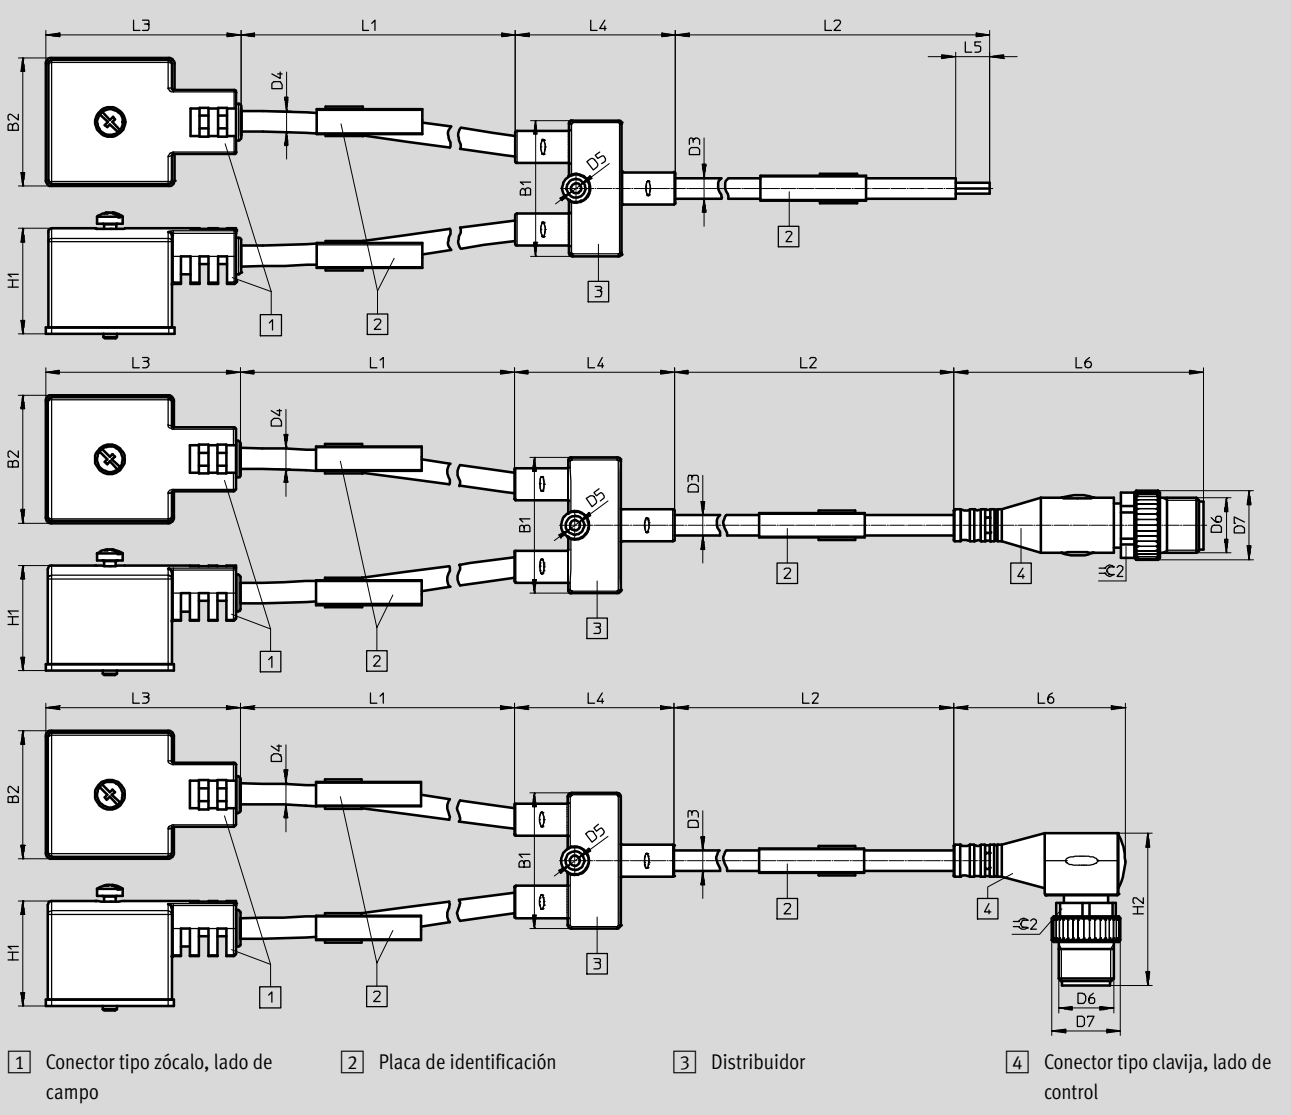 L3 L1 L4 L2
L5
B2 D4 D5 D3
B1
H1
1 2 3 2
L3 L1 L4 L2 L6
B2 D4 D5 D3 D6 D7
B1
H1
2 4 2
1 2 3
L3 L1 L4 L2 L6
B2 D4 D5 D3
B1
H1 H2
2 4 2
1 2 3
D6
D7
1 Conector tipo zócalo, lado de
campo
2 Placa de identificación
3 Distribuidor
4 Conector tipo clavija, lado de
control